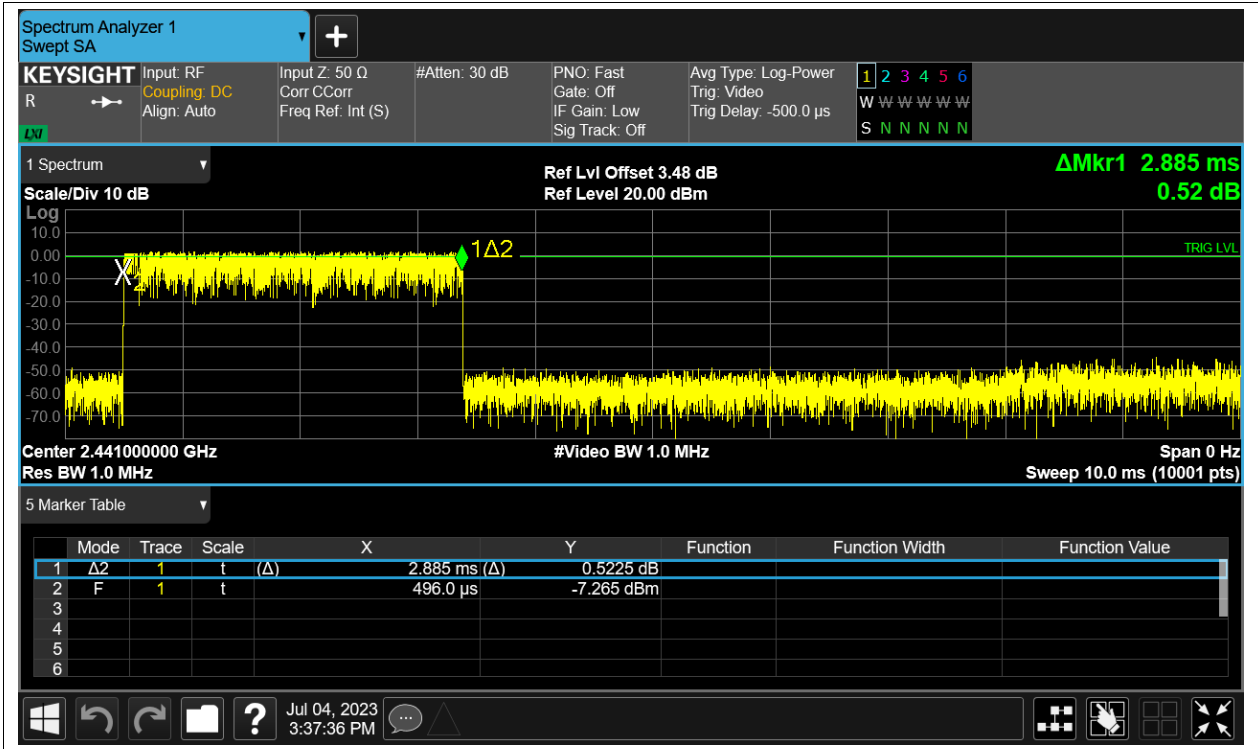 Spectrum Analyzer 1
Swept SA
+
KEYSIGHT Input: RF Input Z: 50 Ω #Atten: 30 dB PNO: Fast Avg Type: Log-Power 1 2 3 4 5 6
R Coupling: DC Corr CCorr Gate: Off Trig: Video W W W W W W
Align: Auto Freq Ref: Int (S) IF Gain: Low Trig Delay: -500.0 µs
LXI Sig Track: Off S N N N N N
1 Spectrum Ref Lvl Offset 3.48 dB ΔMkr1 2.885 ms
Scale/Div 10 dB Ref Level 20.00 dBm 0.52 dB
Log
10.0
0.00 1Δ2 TRIG LVL
-10.0 X 2
-20.0
-30.0
-40.0
-50.0
-60.0
-70.0
Center 2.441000000 GHz #Video BW 1.0 MHz Span 0 Hz
Res BW 1.0 MHz Sweep 10.0 ms (10001 pts)
5 Marker Table
Mode Trace Scale X Y Function Function Width Function Value
1 Δ2 1 t (Δ) 2.885 ms (Δ) 0.5225 dB
2 F 1 t 496.0 µs -7.265 dBm
3
4
5
6
? Jul 04, 2023
3:37:36 PM